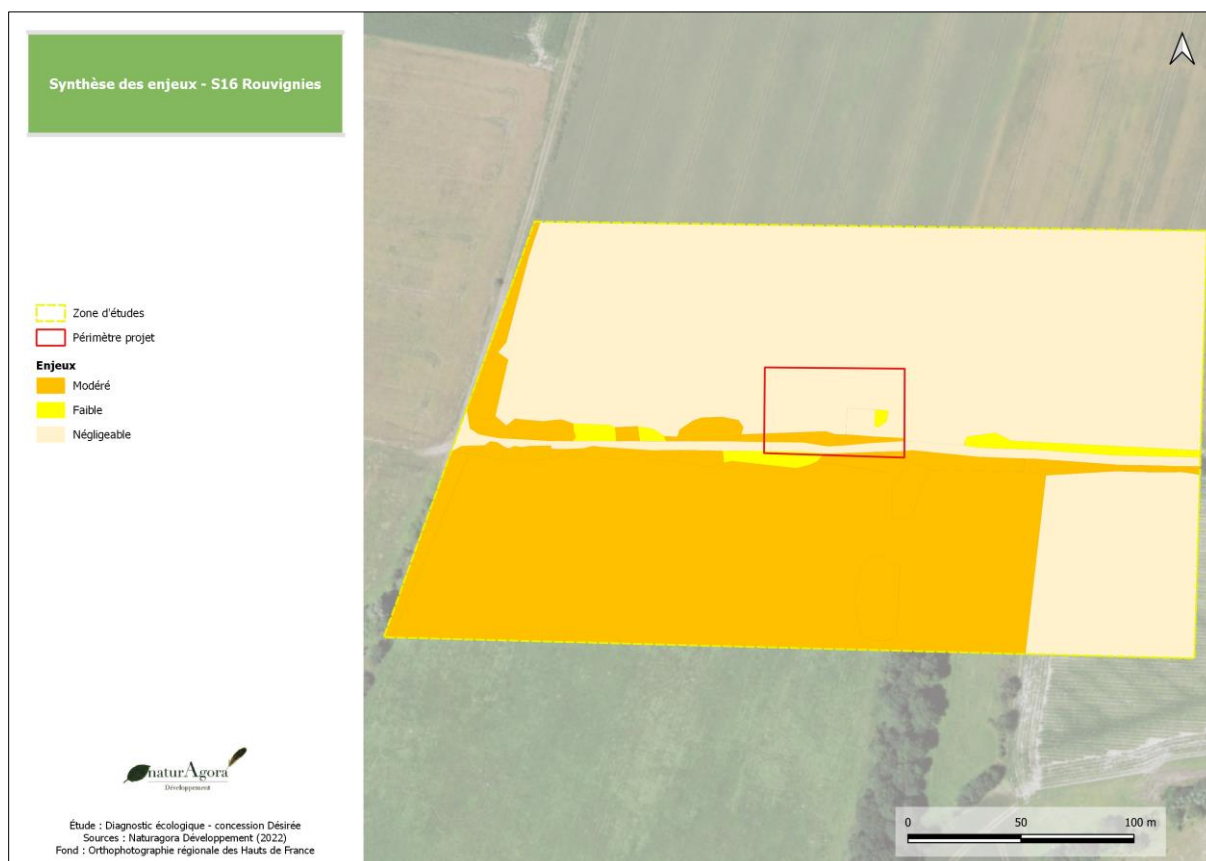 Synthèse des enjeux - S16 Rouvignies
Zone d'études
Périmètre projet
Enjeux
Modéré
Faible
Négligeable
naturAgora
Développement
Étude : Diagnostic écologique - concession Désirée
Sources : Naturagora Développement (2022)
Fond : Orthophotographie régionale des Hauts de France
0 50 100 m